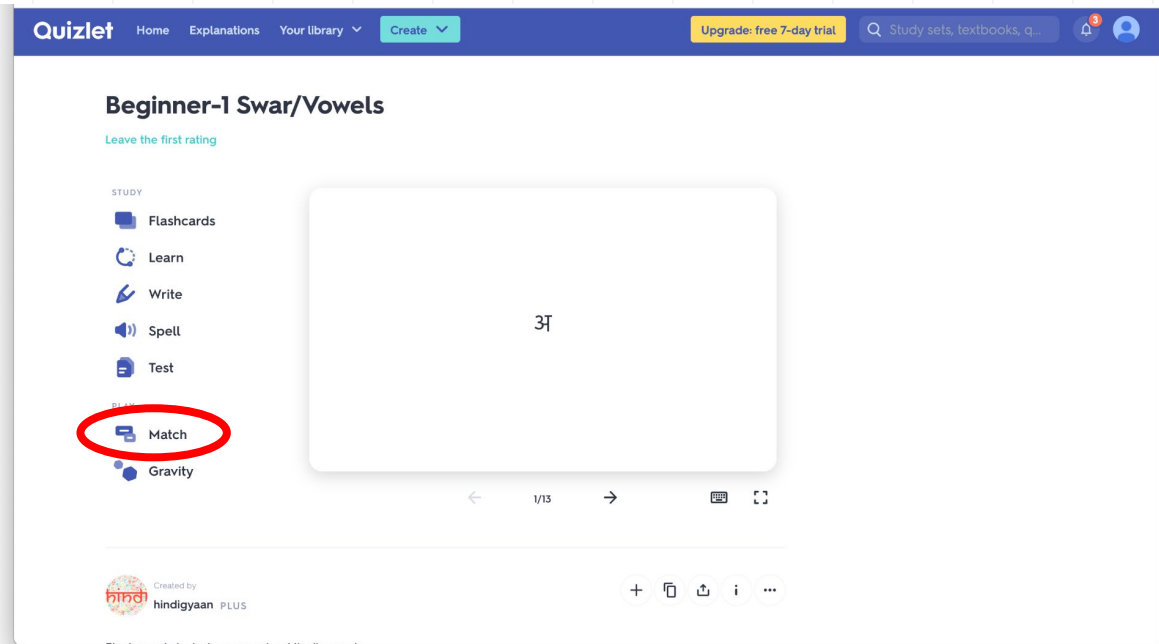 Quizlet Home Explanations Your library Create Upgrade: free 7-day trial Study sets, textbooks, q... 3
Beginner-1 Swar/Vowels
Leave the first rating
STUDY
Flashcards
Learn
Write
Spell
Test
अ
PLAY
Match
Gravity
1/13
hindi
Created by
hindigyaan PLUS